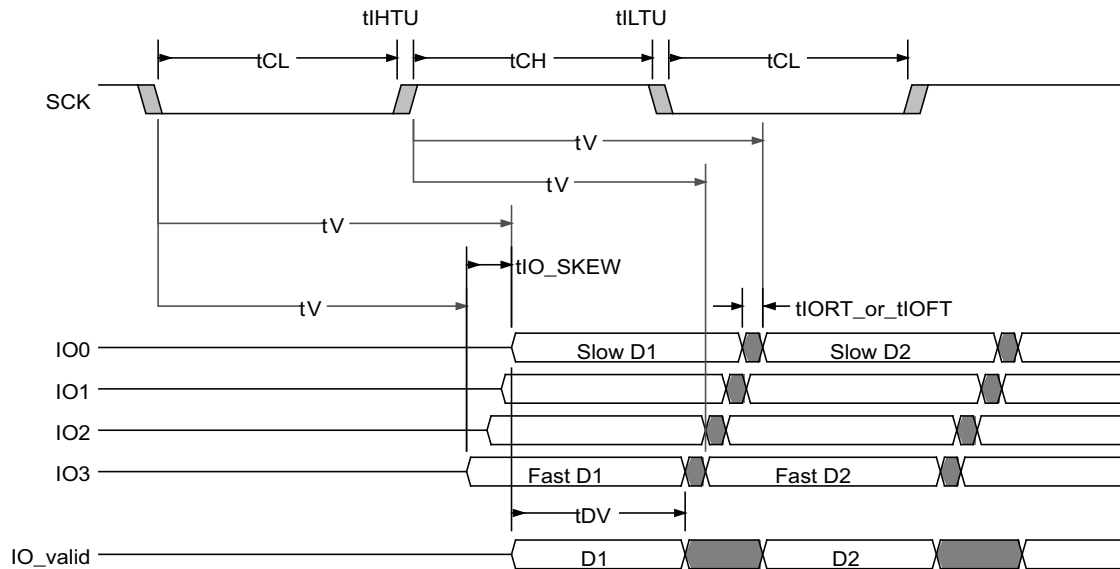 tIHTU tILTU
tCL tCH tCL
SCK
tV
tV
tV
tIO_SKEW
tV tIORT_or_tIOFT
IO0 Slow D1 Slow D2
IO1
IO2
IO3 Fast D1 Fast D2
tDV
IO_valid D1 D2